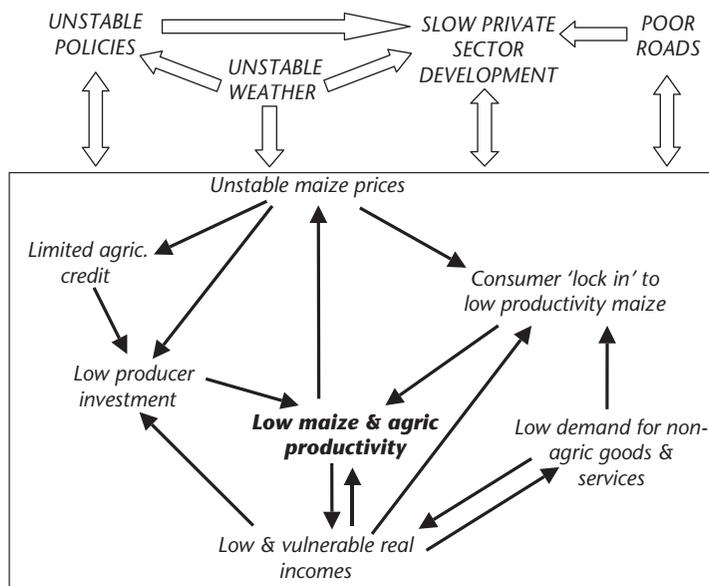 UNSTABLE
POLICIES
UNSTABLE
WEATHER
SLOW PRIVATE
SECTOR
DEVELOPMENT
POOR
ROADS
Unstable maize prices
Limited agric.
credit
Consumer ‘lock in’ to
low productivity maize
Low producer
investment
Low maize & agric
productivity
Low demand for non-
agric goods &
services
Low & vulnerable real
incomes